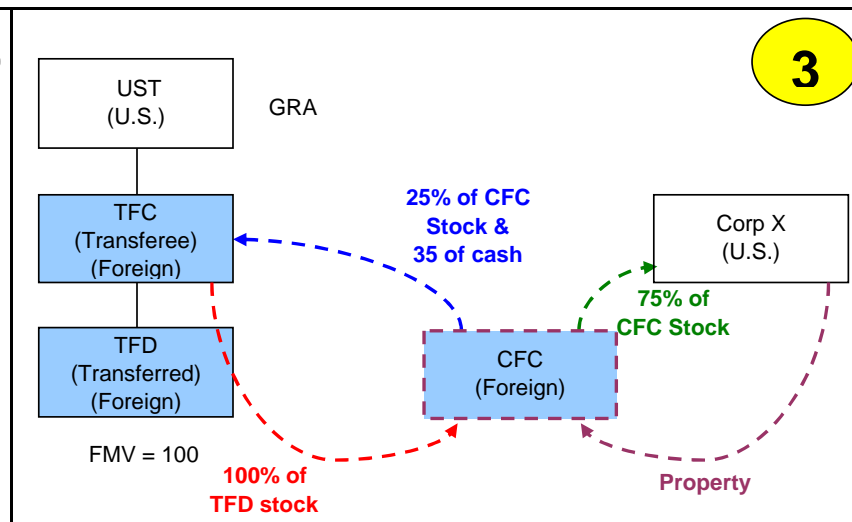 3
UST
(U.S.)
GRA
TFC
(Transferee)
(Foreign)
25% of CFC
Stock &
35 of cash
Corp X
(U.S.)
75% of
CFC Stock
TFD
(Transferred)
(Foreign)
CFC
(Foreign)
FMV = 100
100% of
TFD stock
Property